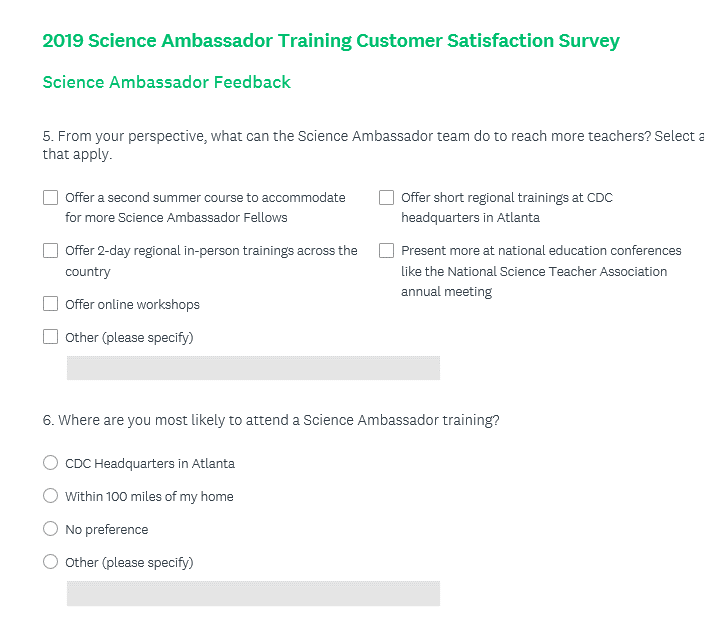 2019 Science Ambassador Training Customer Satisfaction Survey
Science Ambassador Feedback
5. From your perspective, what can the Science Ambassador team do to reach more teachers? Select
that apply.
Offer a second summer course to accommodate
for more Science Ambassador Fellows
Offer short regional trainings at CDC
headquarters in Atlanta
Offer 2-day regional in-person trainings across the
country
Present more at national education conferences
like the National Science Teacher Association
annual meeting
Offer online workshops
Other (please specify)
6. Where are you most likely to attend a Science Ambassador training?
CDC Headquarters in Atlanta
Within 100 miles of my home
No preference
Other (please specify)